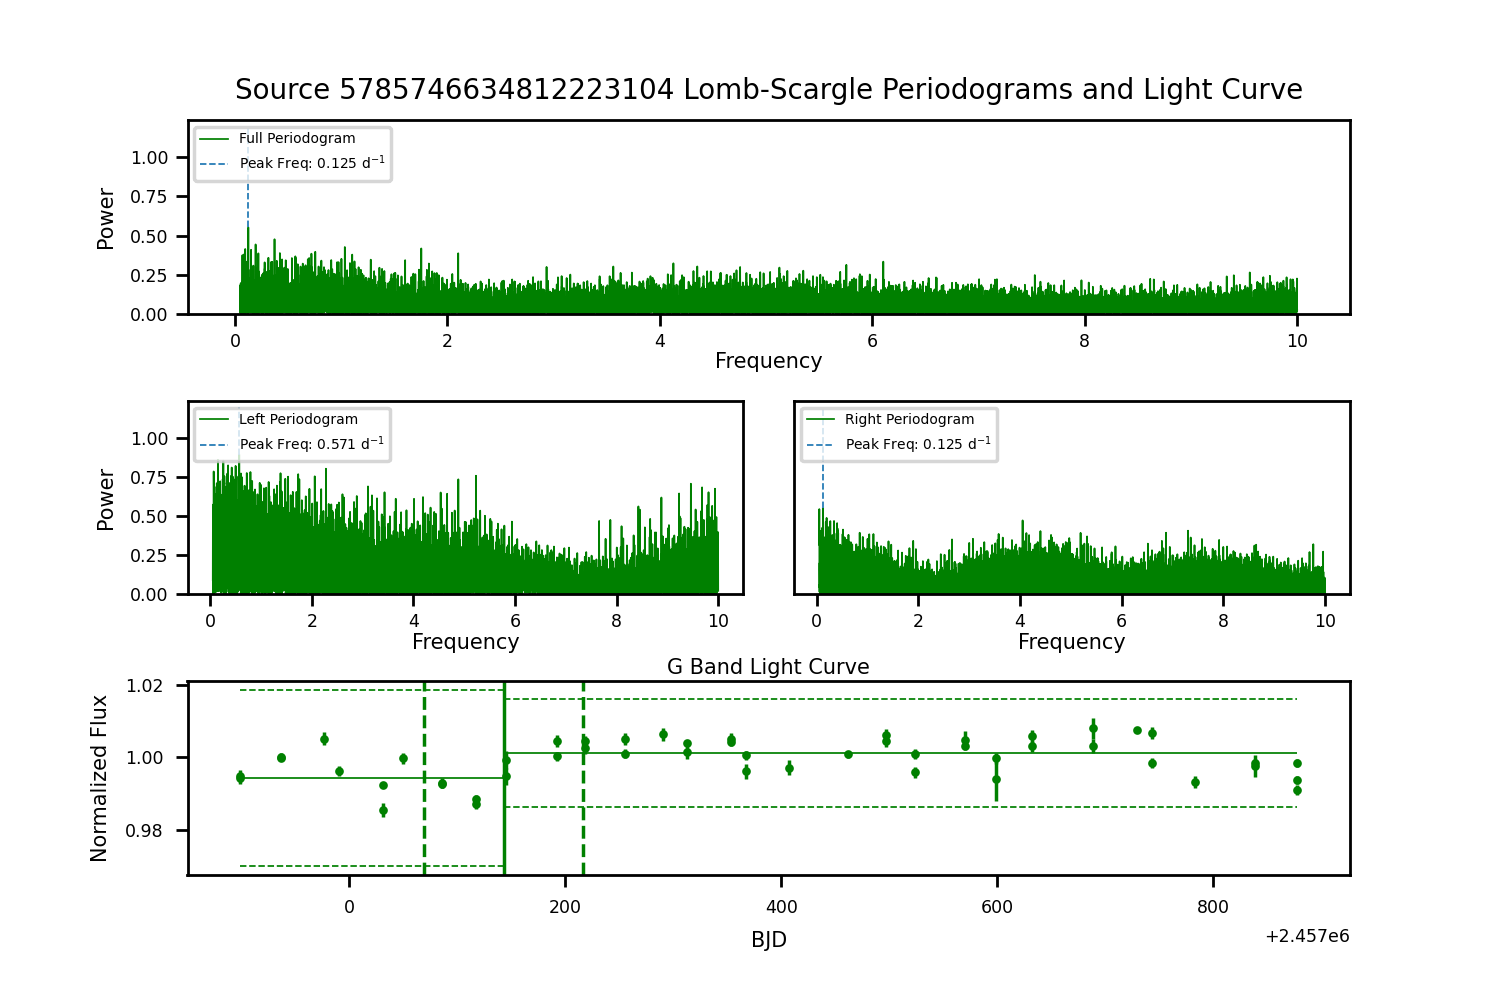 Source 5785746634812223104 Lomb-Scargle Periodograms and Light Curve
Full Periodogram
Peak Freq: 0.125 d⁻¹
Power
1.00
0.75
0.50
0.25
0.00
0 2 4 6 8 10
Frequency
Left Periodogram
Peak Freq: 0.571 d⁻¹
Power
1.00
0.75
0.50
0.25
0.00
0 2 4 6 8 10
Frequency
Right Periodogram
Peak Freq: 0.125 d⁻¹
0 2 4 6 8 10
Frequency
G Band Light Curve
Normalized Flux
1.02
1.00
0.98
0 200 400 600 800
BJD
+2.457e6